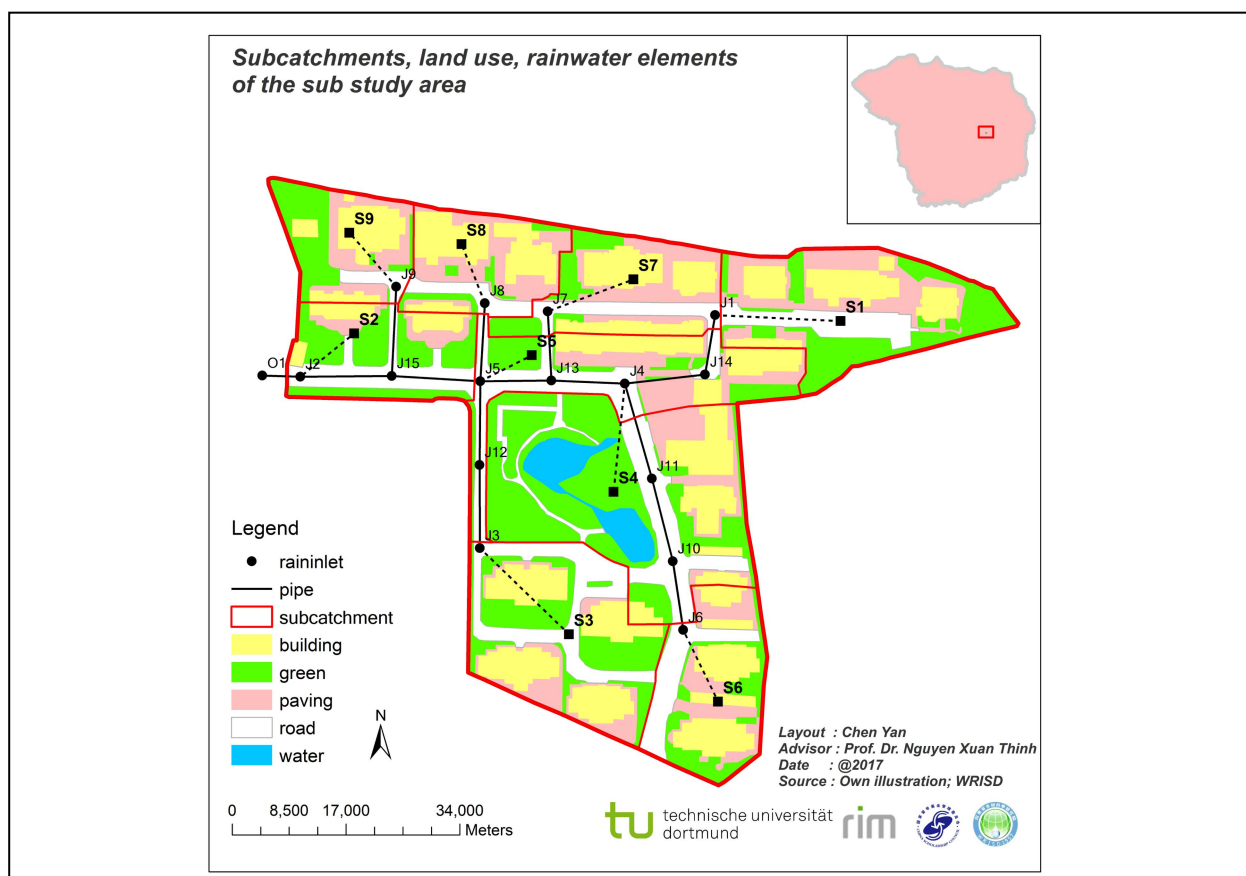 Subcatchments, land use, rainwater elements
of the sub study area
S9
S8
S7
J9
J8
J7
J1
S1
S2
S5
O1
J2
J15
J5
J13
J4
J14
J12
J11
S4
J3
J10
S3
J6
S6
Legend
raininlet
pipe
subcatchment
building
green
paving
road
water
N
0 8,500 17,000 34,000
Meters
Layout : Chen Yan
Advisor : Prof. Dr. Nguyen Xuan Thinh
Date : @2017
Source : Own illustration; WRISD
tu technische universität
dortmund
rim